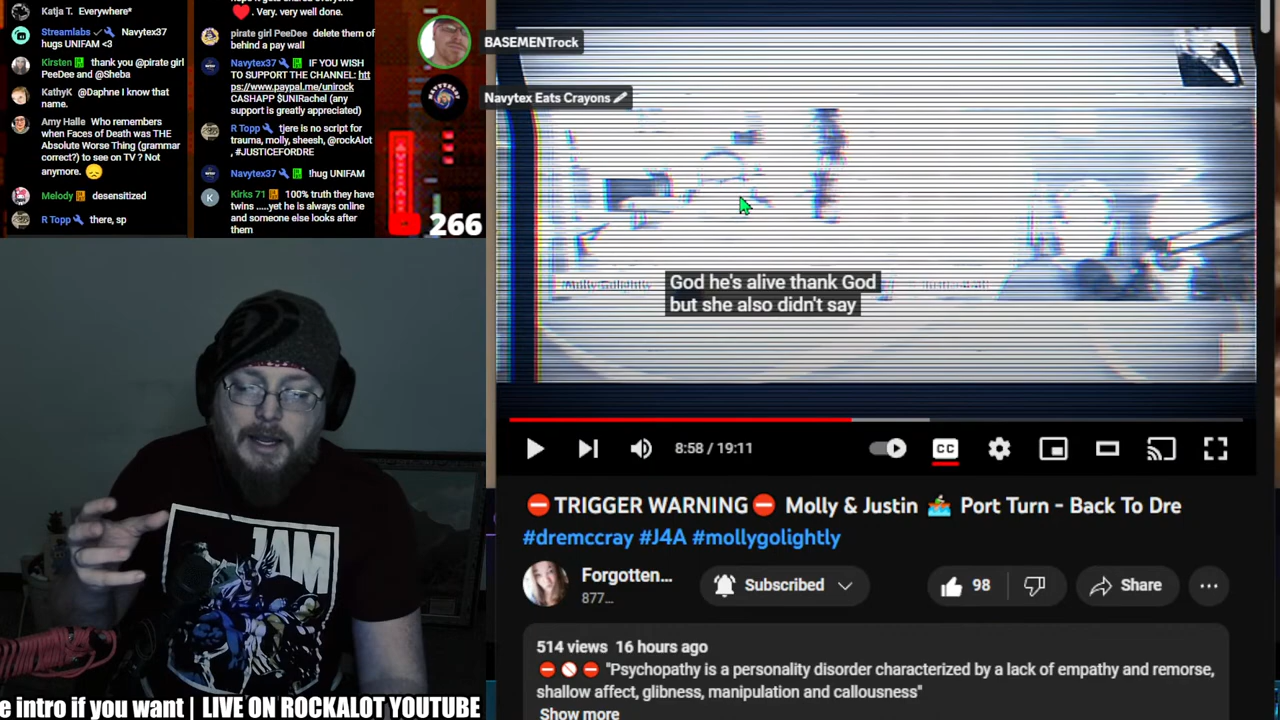 Katja T. Everywhere*
Streamlabs Navytex37
hugs UNIFAM <3
Kirsten thank you @pirate girl
PeeDee and @Sheba
KathyK @Daphne I know that
name.
Amy Halle Who remembers
when Faces of Death was THE
Absolute Worse Thing (grammar
correct?) to see on TV ? Not
anymore. 😞
Melody desensitized
R Topp there, sp
❤️. Very. very well done.
pirate girl PeeDee delete them of
behind a pay wall
Navytex37 IF YOU WISH
TO SUPPORT THE CHANNEL: htt
ps://www.paypal.me/unirock
CASHAPP $UNIRachel (any
support is greatly appreciated)
R Topp tjere is no script for
trauma, molly, sheesh, @rockAlot
, #JUSTICEFORDRE
Navytex37 !hug UNIFAM
K
Kirks 71 100% truth they have
twins .....yet he is always online
and someone else looks after
them
BASEMENTrock
NAVYTEX37
Navytex Eats Crayons
266
God he's alive thank God
but she also didn't say
8:58 / 19:11
CC
⛔TRIGGER WARNING⛔ Molly & Justin 🚣 Port Turn - Back To Dre
#dremccray #J4A #mollygolightly
Forgotten...
877...
Subscribed
98
Share
514 views 16 hours ago
⛔🚫⛔ "Psychopathy is a personality disorder characterized by a lack of empathy and remorse,
shallow affect, glibness, manipulation and callousness"
Show more
JAM
e intro if you want | LIVE ON ROCKALOT YOUTUBE